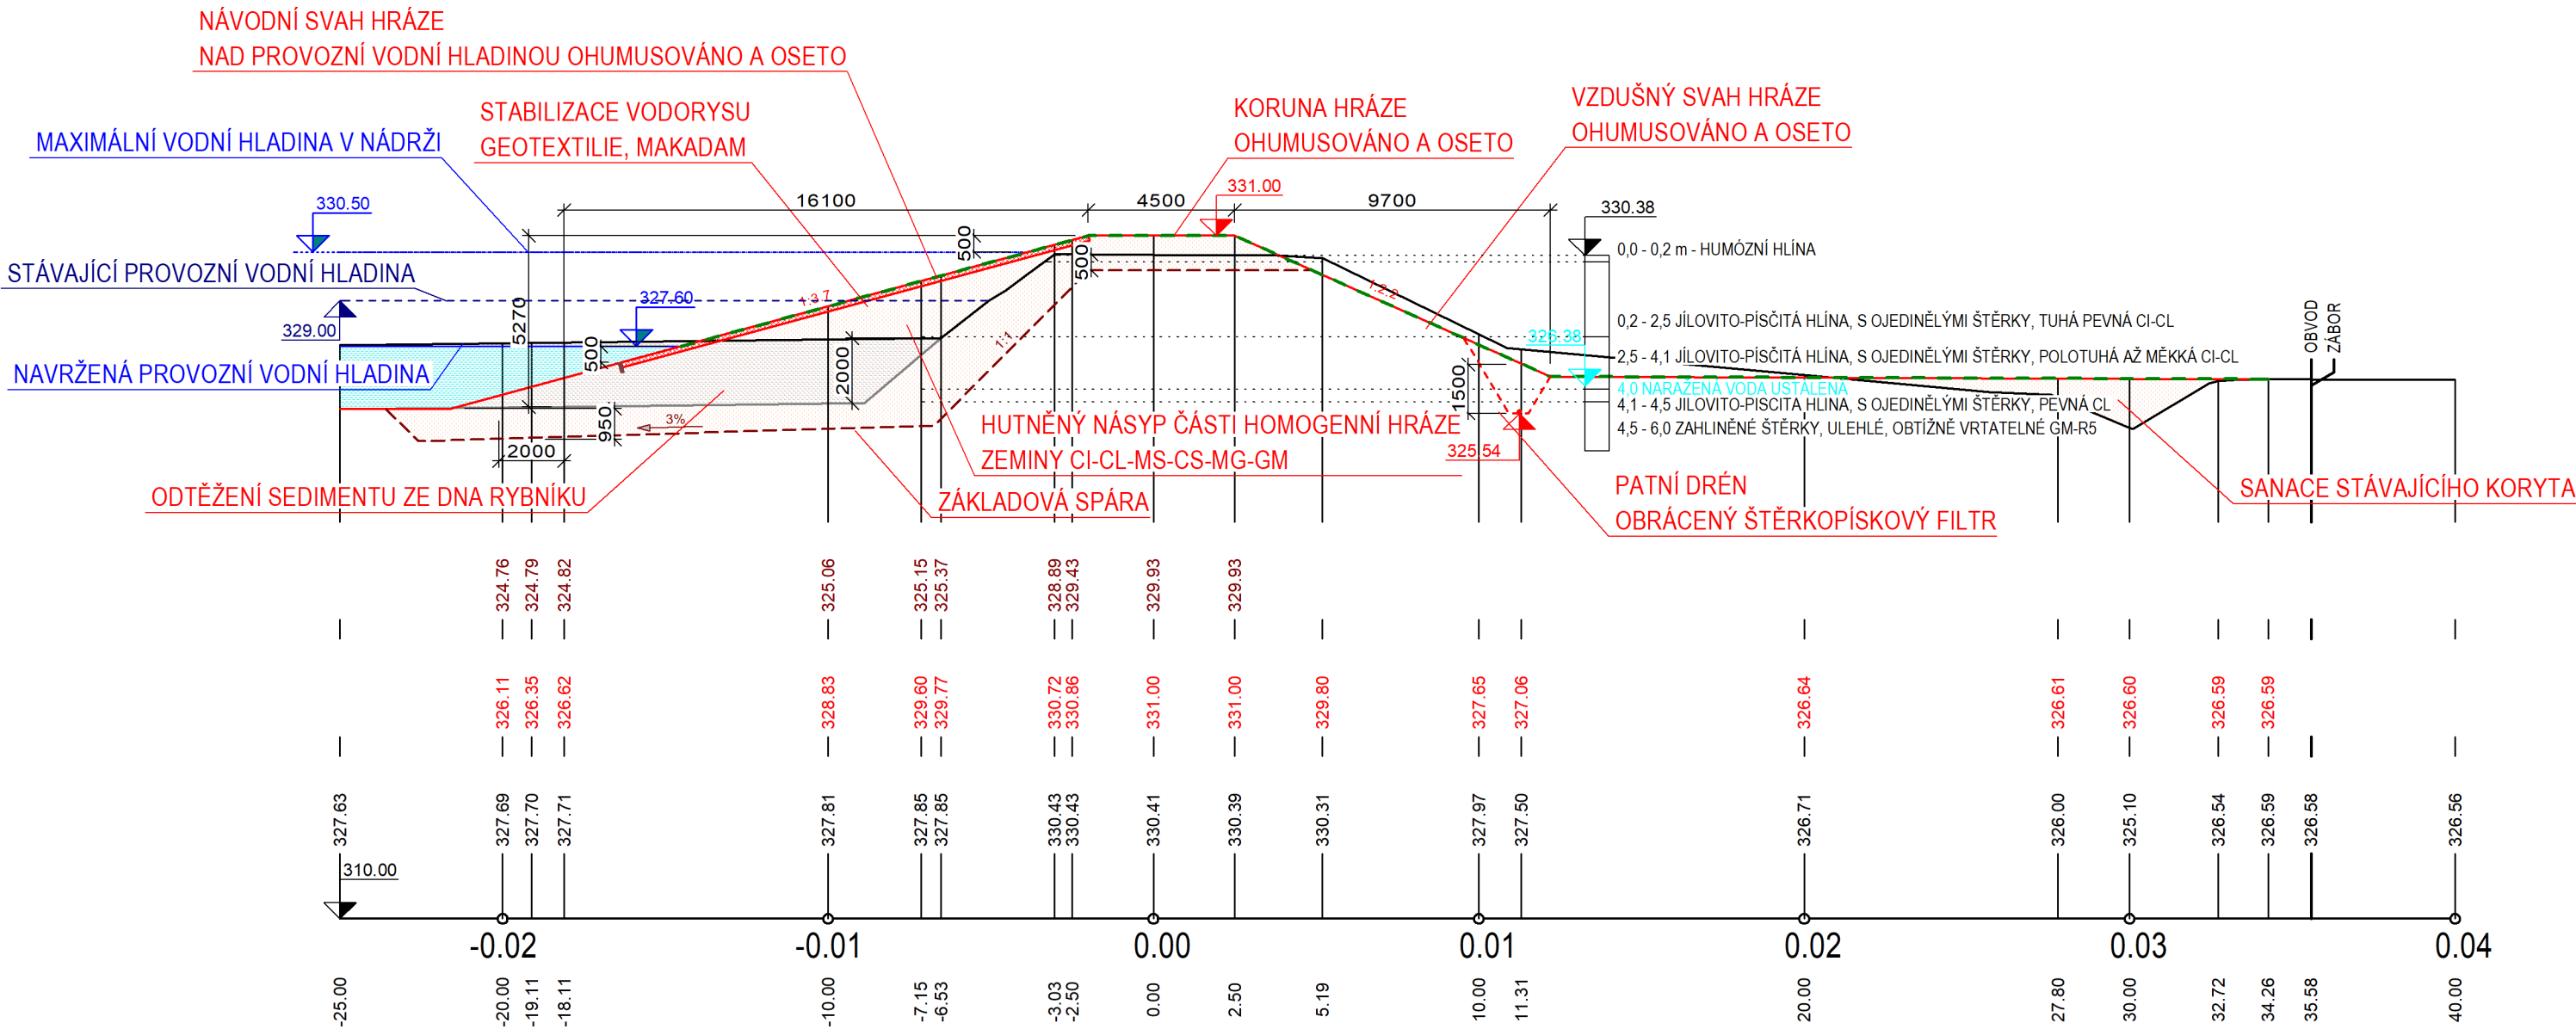 NÁVODNÍ SVAH HRÁZE
NAD PROVOZNÍ VODNÍ HLADINOU OHUMUSOVÁNO A OSETO
STABILIZACE VODORYSU
GEOTEXTILIE, MAKADAM
MAXIMÁLNÍ VODNÍ HLADINA V NÁDRŽI
KORUNA HRÁZE
OHUMUSOVÁNO A OSETO
VZDUŠNÝ SVAH HRÁZE
OHUMUSOVÁNO A OSETO
16100
4500
9700
331.00
330.50
330.38
500
500
0,0 - 0,2 m - HUMÓZNÍ HLÍNA
STÁVAJÍCÍ PROVOZNÍ VODNÍ HLADINA
329.00
5270
1:3.7
327.60
1:2.2
0,2 - 2,5 JÍLOVITO-PÍSČITÁ HLÍNA, S OJEDINĚLÝMI ŠTĚRKY, TUHÁ PEVNÁ CI-CL
OBVOD
ZÁBOR
326.38
500
1:1
2,5 - 4,1 JÍLOVITO-PÍSČITÁ HLÍNA, S OJEDINĚLÝMI ŠTĚRKY, POLOTUHÁ AŽ MĚKKÁ CI-CL
NAVRŽENÁ PROVOZNÍ VODNÍ HLADINA
2000
1500
4,0 NARAŽENÁ VODA USTÁLENÁ
4,1 - 4,5 JÍLOVITO-PÍSČITÁ HLÍNA, S OJEDINĚLÝMI ŠTĚRKY, PEVNÁ CL
950
3%
HUTNĚNÝ NÁSYP ČÁSTI HOMOGENNÍ HRÁZE
ZEMINY CI-CL-MS-CS-MG-GM
4,5 - 6,0 ZAHLINĚNÉ ŠTĚRKY, ULEHLÉ, OBTÍŽNĚ VRTATELNÉ GM-R5
2000
325.54
ODTĚŽENÍ SEDIMENTU ZE DNA RYBNÍKU
ZÁKLADOVÁ SPÁRA
PATNÍ DRÉN
OBRÁCENÝ ŠTĚRKOPÍSKOVÝ FILTR
SANACE STÁVAJÍCÍHO KORYTA
324.76 324.79 324.82 325.06 325.15 325.37 328.89 329.43 329.93 329.93
326.11 326.35 326.62 328.83 329.60 329.77 330.72 330.86 331.00 331.00 329.80 327.65 327.06 326.64 326.61 326.60 326.59 326.59
327.63 327.69 327.70 327.71 327.81 327.85 327.85 330.43 330.43 330.41 330.39 330.31 327.97 327.50 326.71 326.00 325.10 326.54 326.59 326.58 326.56
310.00
-0.02 -0.01 0.00 0.01 0.02 0.03 0.04
-25.00 -20.00 -19.11 -18.11 -10.00 -7.15 -6.53 -3.03 -2.50 0.00 2.50 5.19 10.00 11.31 20.00 27.80 30.00 32.72 34.26 35.58 40.00